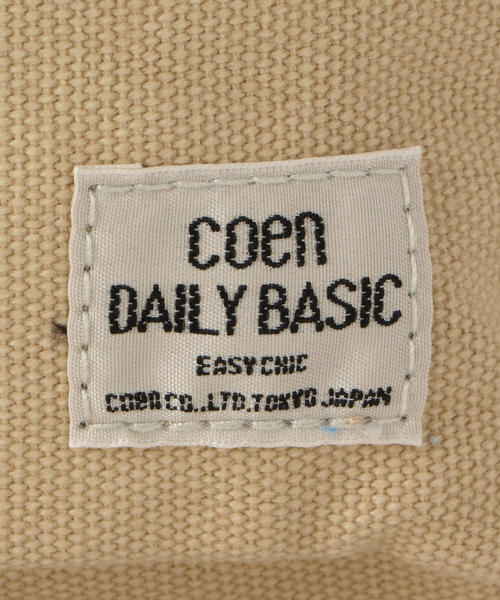 coen
DAILY BASIC
EASY CHIC
COEN CO.,LTD.TOKYO JAPAN